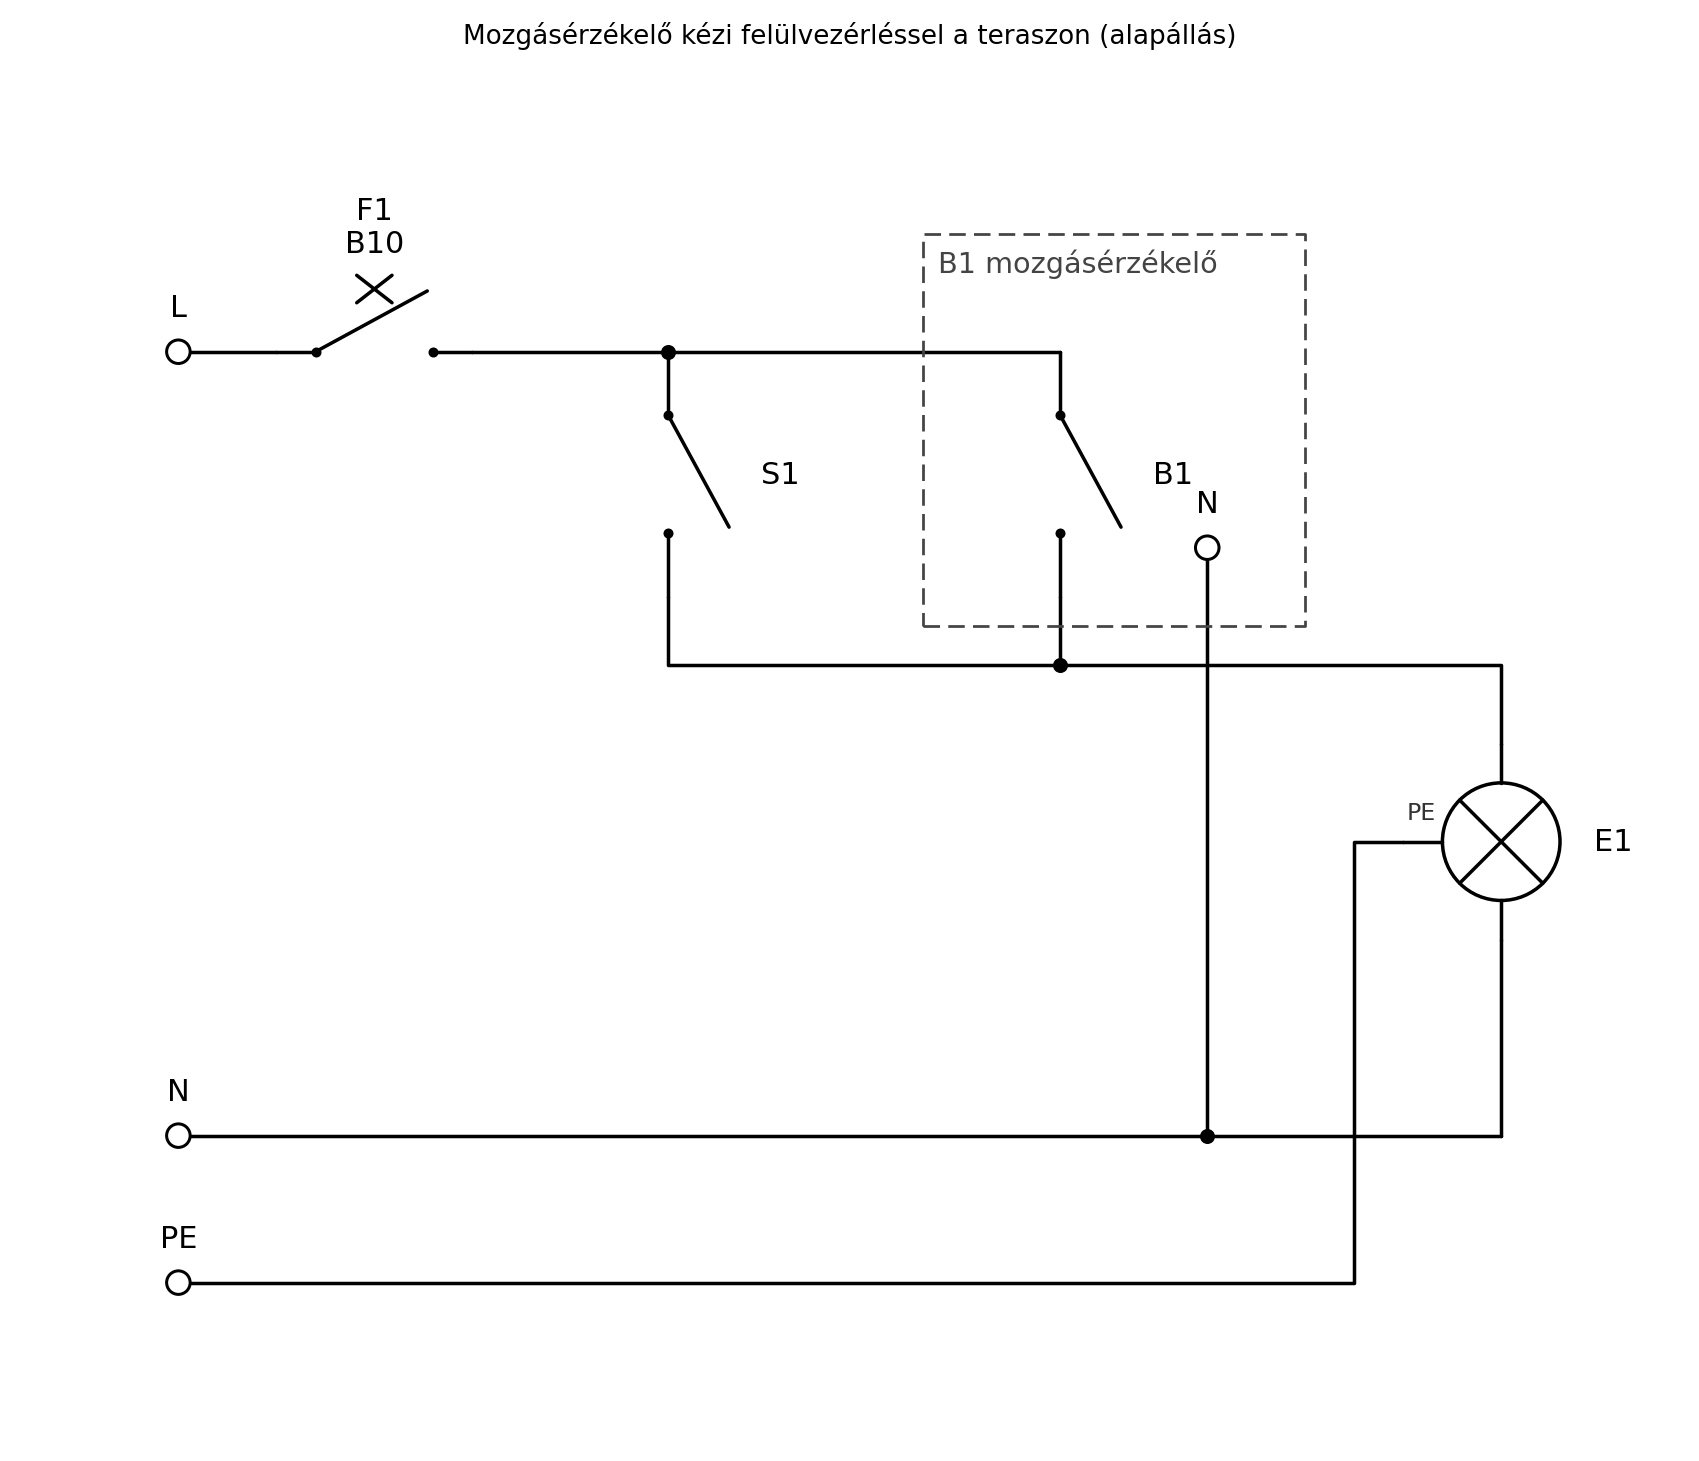 Mozgásérzékelő kézi felülvezérléssel a teraszon (alapállás)
F1
B10
L
B1 mozgásérzékelő
S1
B1
N
PE
E1
N
PE